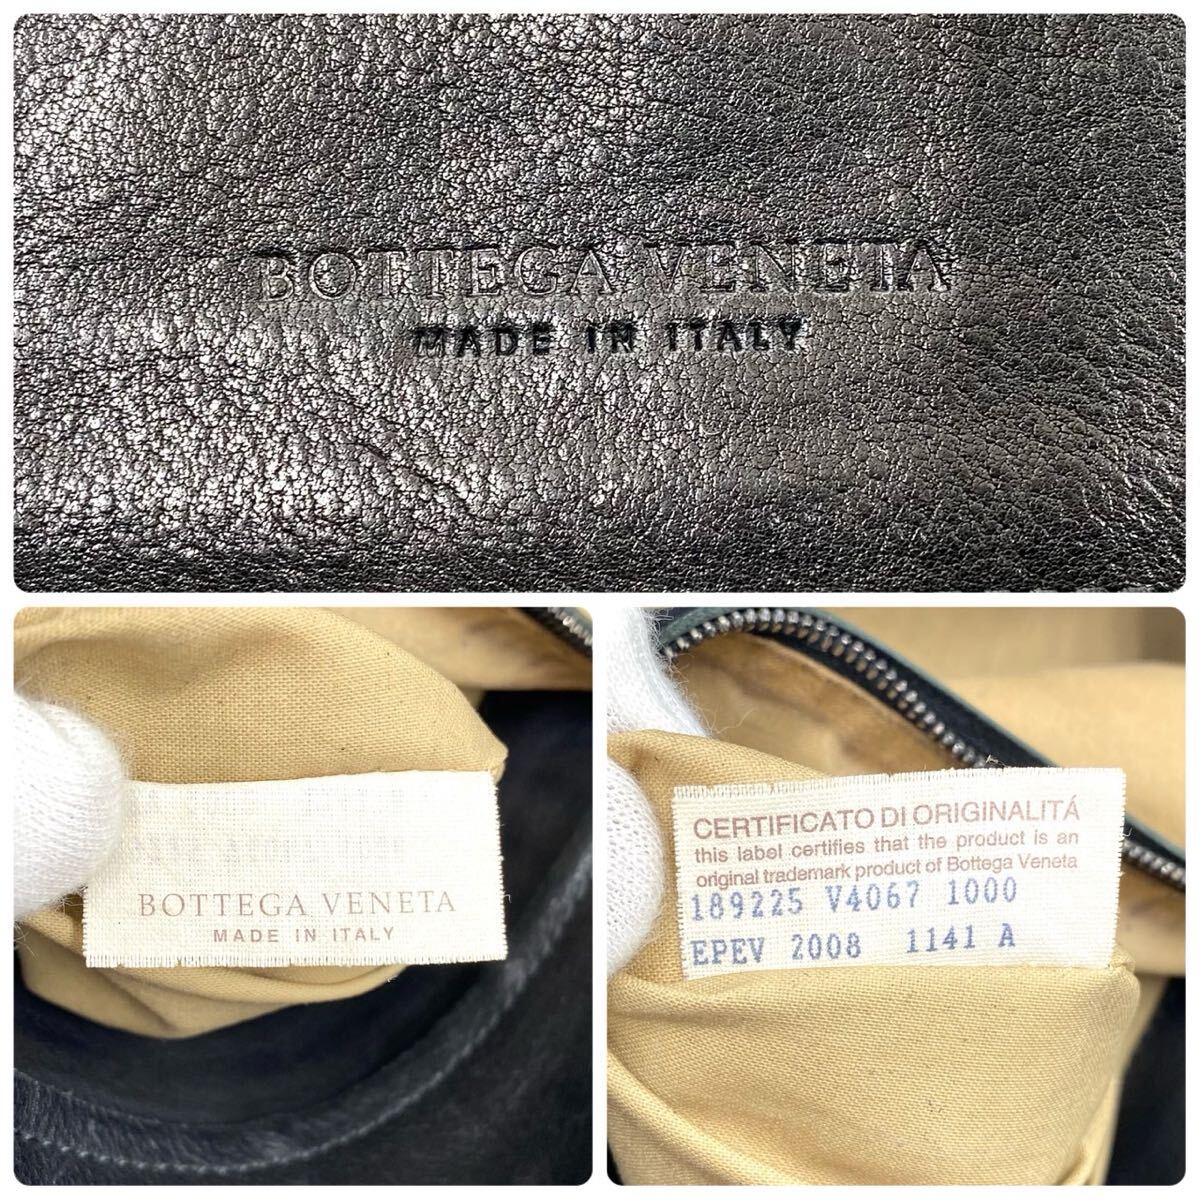 BOTTEGA VENETA
MADE IN ITALY
BOTTEGA VENETA
MADE IN ITALY
CERTIFICATO DI ORIGINALITÁ
this label certifies that the product is an
original trademark product of Bottega Veneta
189225 V4067 1000
EPEV 2008 1141 A